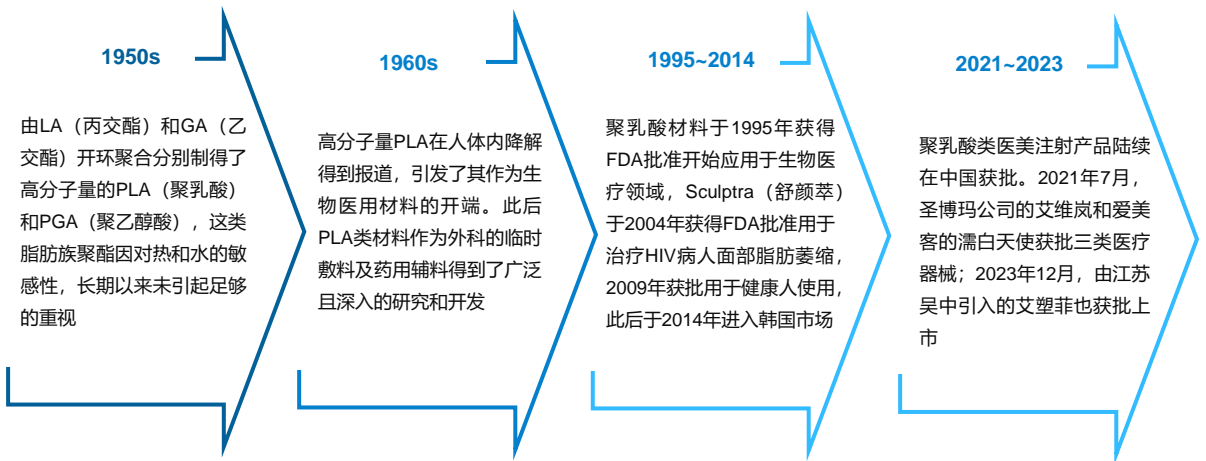 1950s
由LA（丙交酯）和GA（乙
交酯）开环聚合分别制得了
高分子量的PLA（聚乳酸）
和PGA（聚乙醇酸），这类
脂肪族聚酯因对热和水的敏
感性，长期以来未引起足够
的重视
1960s
高分子量PLA在人体内降解
得到报道，引发了其作为生
物医用材料的开端。此后
PLA类材料作为外科的临时
敷料及药用辅料得到了广泛
且深入的研究和开发
1995~2014
聚乳酸材料于1995年获得
FDA批准开始应用于生物医
疗领域，Sculptra（舒颜萃）
于2004年获得FDA批准用于
治疗HIV病人面部脂肪萎缩，
2009年获批用于健康人使用，
此后于2014年进入韩国市场
2021~2023
聚乳酸类医美注射产品陆续
在中国获批。2021年7月，
圣博玛公司的艾维岚和爱美
客的濡白天使获批三类医疗
器械；2023年12月，由江苏
吴中引入的艾塑菲也获批上
市